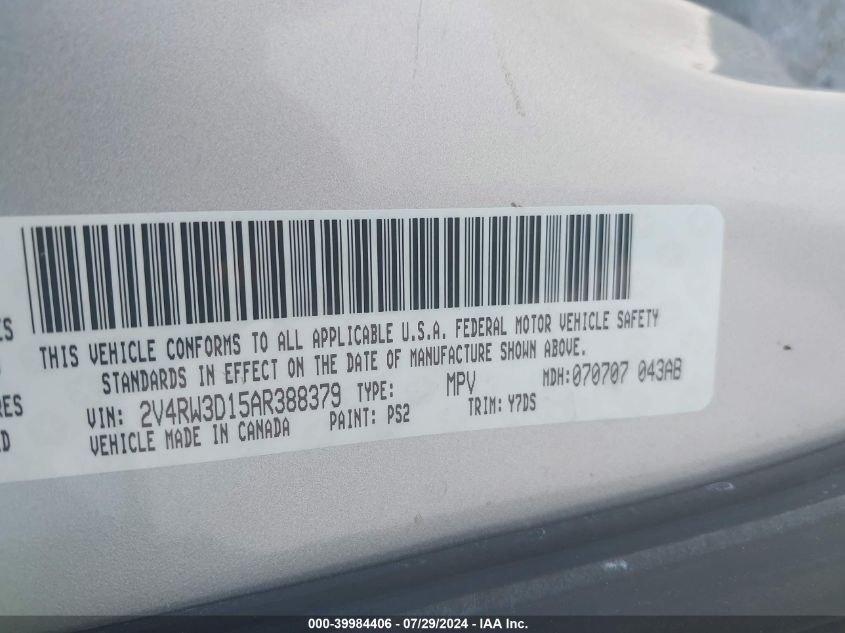 ES
THIS VEHICLE CONFORMS TO ALL APPLICABLE U.S.A. FEDERAL MOTOR VEHICLE SAFETY
STANDARDS IN EFFECT ON THE DATE OF MANUFACTURE SHOWN ABOVE.
RES
VIN: 2V4RW3D15AR388379 TYPE: MPV MDH:070707 043AB
D
VEHICLE MADE IN CANADA PAINT: PS2 TRIM: Y7DS
000-39984406 / 07/29/2024 - IAA Inc.